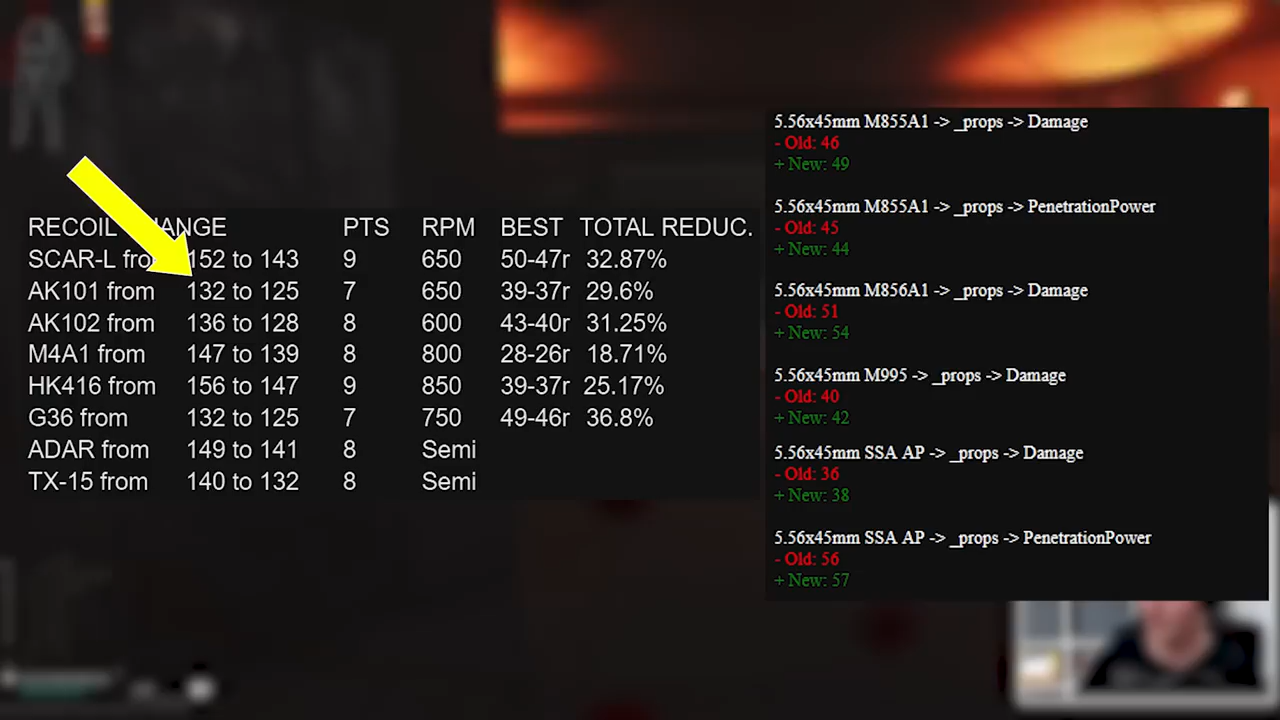 RECOIL CHANGE PTS RPM BEST TOTAL REDUC.
SCAR-L from 152 to 143 9 650 50-47r 32.87%
AK101 from 132 to 125 7 650 39-37r 29.6%
AK102 from 136 to 128 8 600 43-40r 31.25%
M4A1 from 147 to 139 8 800 28-26r 18.71%
HK416 from 156 to 147 9 850 39-37r 25.17%
G36 from 132 to 125 7 750 49-46r 36.8%
ADAR from 149 to 141 8 Semi
TX-15 from 140 to 132 8 Semi
5.56x45mm M855A1 -> _props -> Damage
- Old: 46
+ New: 49
5.56x45mm M855A1 -> _props -> PenetrationPower
- Old: 45
+ New: 44
5.56x45mm M856A1 -> _props -> Damage
- Old: 51
+ New: 54
5.56x45mm M995 -> _props -> Damage
- Old: 40
+ New: 42
5.56x45mm SSA AP -> _props -> Damage
- Old: 36
+ New: 38
5.56x45mm SSA AP -> _props -> PenetrationPower
- Old: 56
+ New: 57